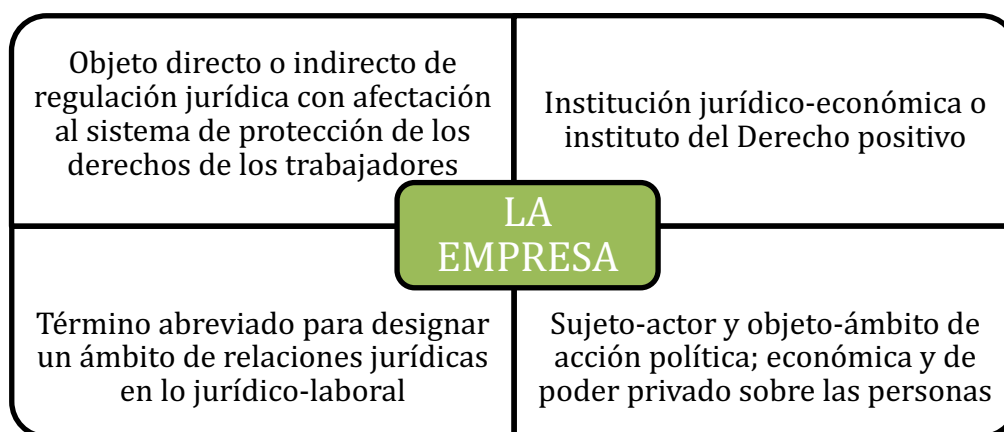 Objeto directo o indirecto de
regulación jurídica con afectación
al sistema de protección de los
derechos de los trabajadores
Institución jurídico-económica o
instituto del Derecho positivo
LA
EMPRESA
Término abreviado para designar
un ámbito de relaciones jurídicas
en lo jurídico-laboral
Sujeto-actor y objeto-ámbito de
acción política; económica y de
poder privado sobre las personas